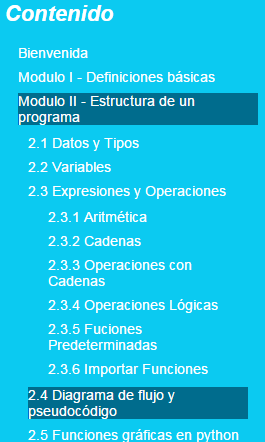 Contenido
Bienvenida
Modulo I - Definiciones básicas
Modulo II - Estructura de un
programa
2.1 Datos y Tipos
2.2 Variables
2.3 Expresiones y Operaciones
2.3.1 Aritmética
2.3.2 Cadenas
2.3.3 Operaciones con
Cadenas
2.3.4 Operaciones Lógicas
2.3.5 Fuciones
Predeterminadas
2.3.6 Importar Funciones
2.4 Diagrama de flujo y
pseudocódigo
2.5 Funciones gráficas en python